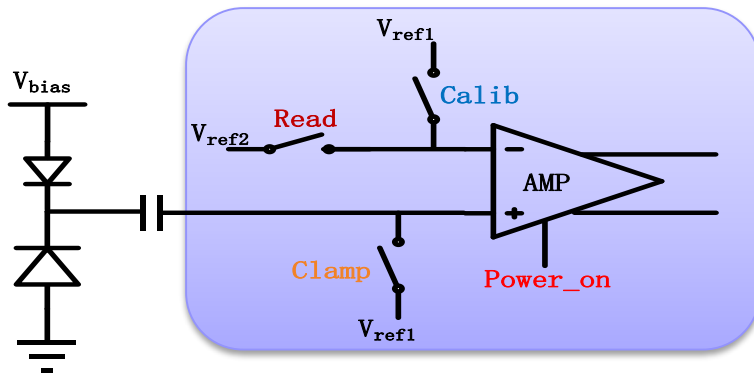 Vref1
Vbias
Calib
Read
Vref2
−
AMP
+
Clamp
Power_on
Vref1